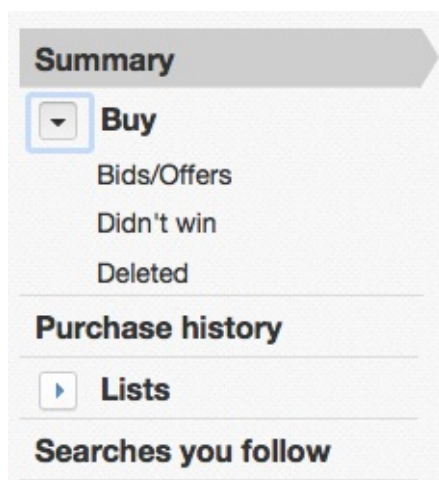 Summary
Buy
Bids/Offers
Didn't win
Deleted
Purchase history
Lists
Searches you follow